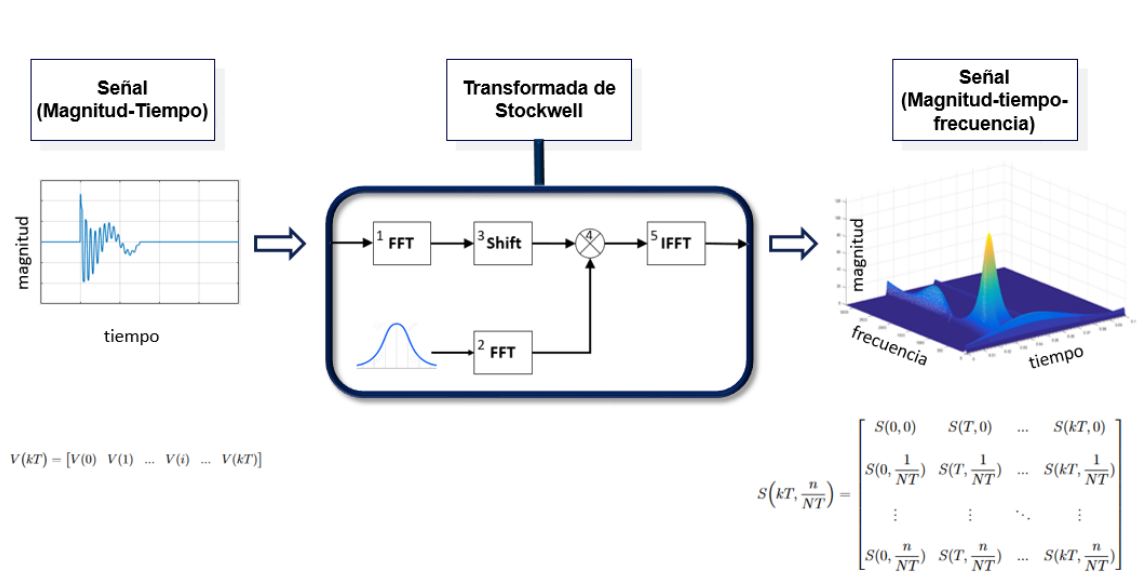 Señal
(Magnitud-Tiempo)
Transformada de
Stockwell
Señal
(Magnitud-tiempo-
frecuencia)
magnitud
tiempo
1 FFT
3 Shift
4
5 IFFT
2 FFT
magnitud
frecuencia
tiempo
V(kT) = [V(0) V(1) ... V(i) ... V(kT)]
S(kT, n/NT) =
S(0,0) S(T,0) ... S(kT,0)
S(0, 1/NT) S(T, 1/NT) ... S(kT, 1/NT)
⋮ ⋮ ⋱ ⋮
S(0, n/NT) S(T, n/NT) ... S(kT, n/NT)